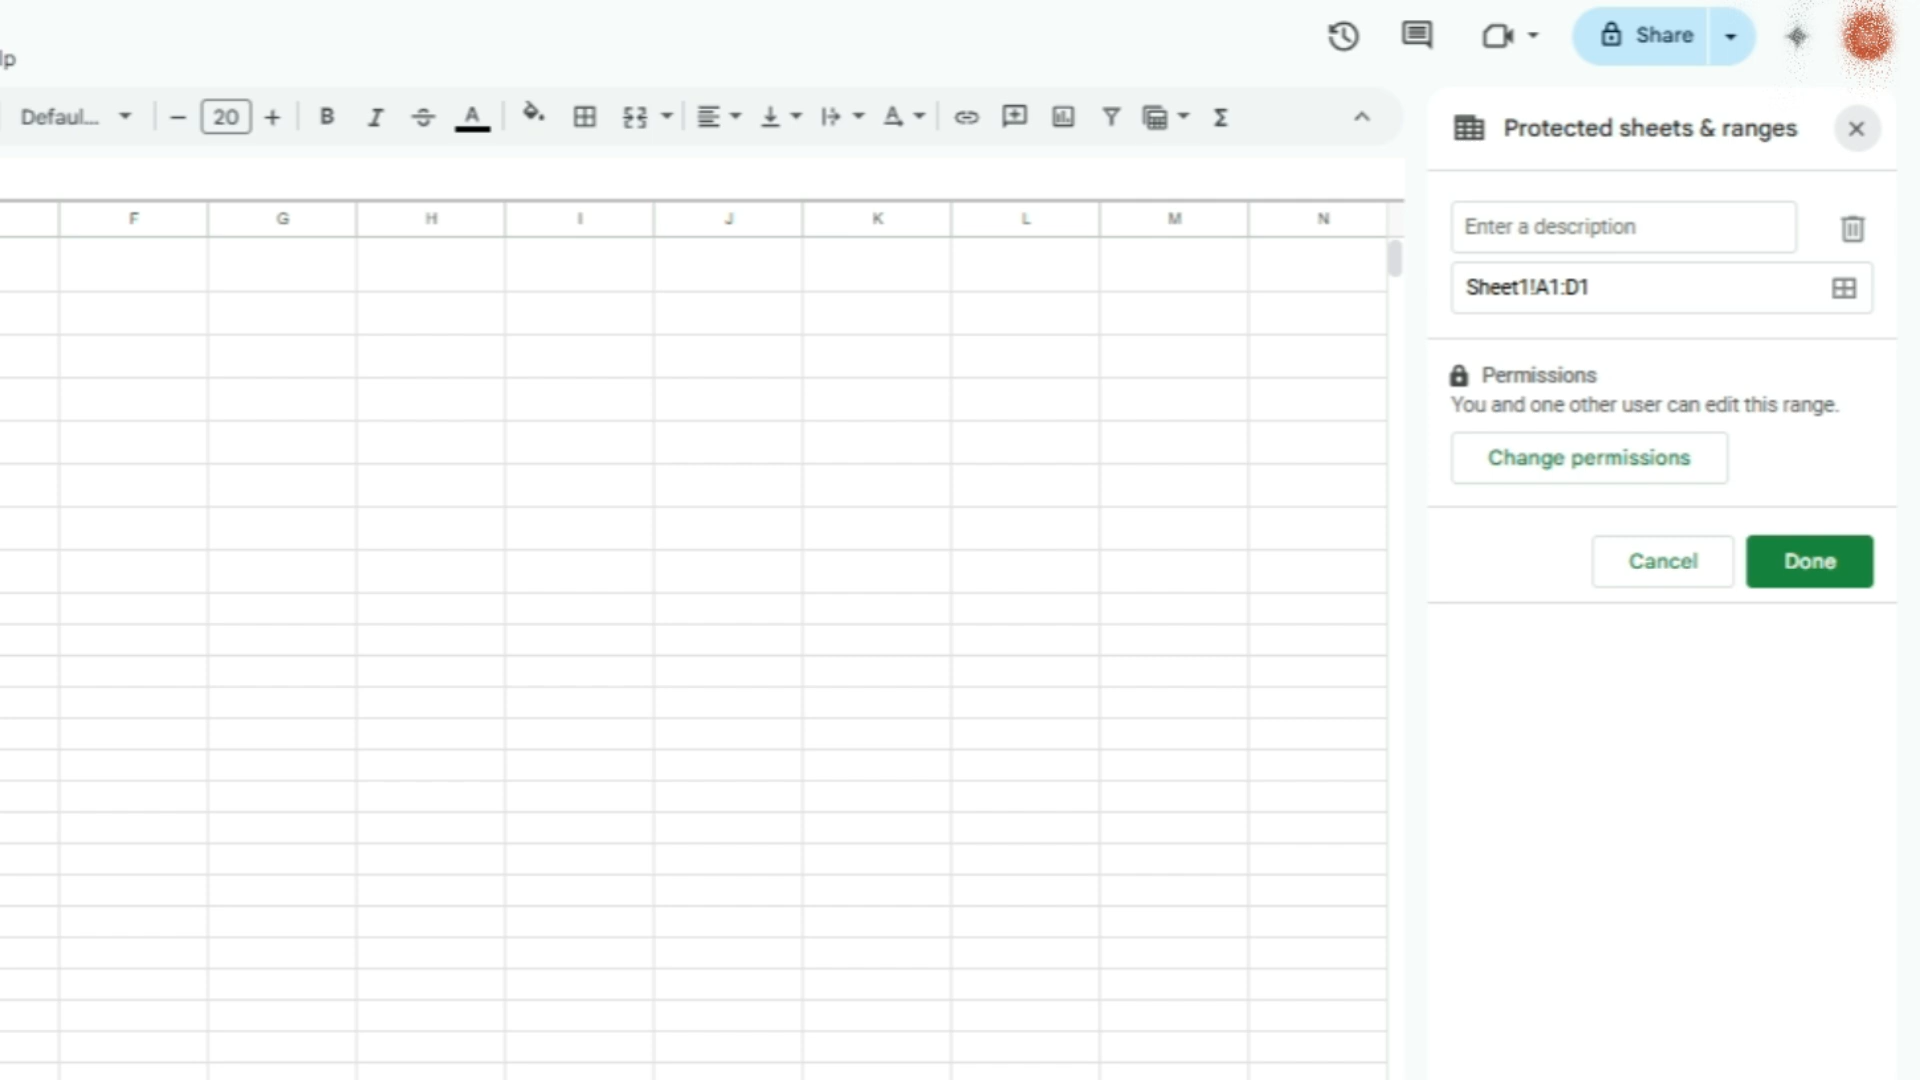 lp
Share
Defaul... 20 B I A
Protected sheets & ranges
F G H I J K L M N
Enter a description
Sheet1!A1:D1
Permissions
You and one other user can edit this range.
Change permissions
Cancel Done